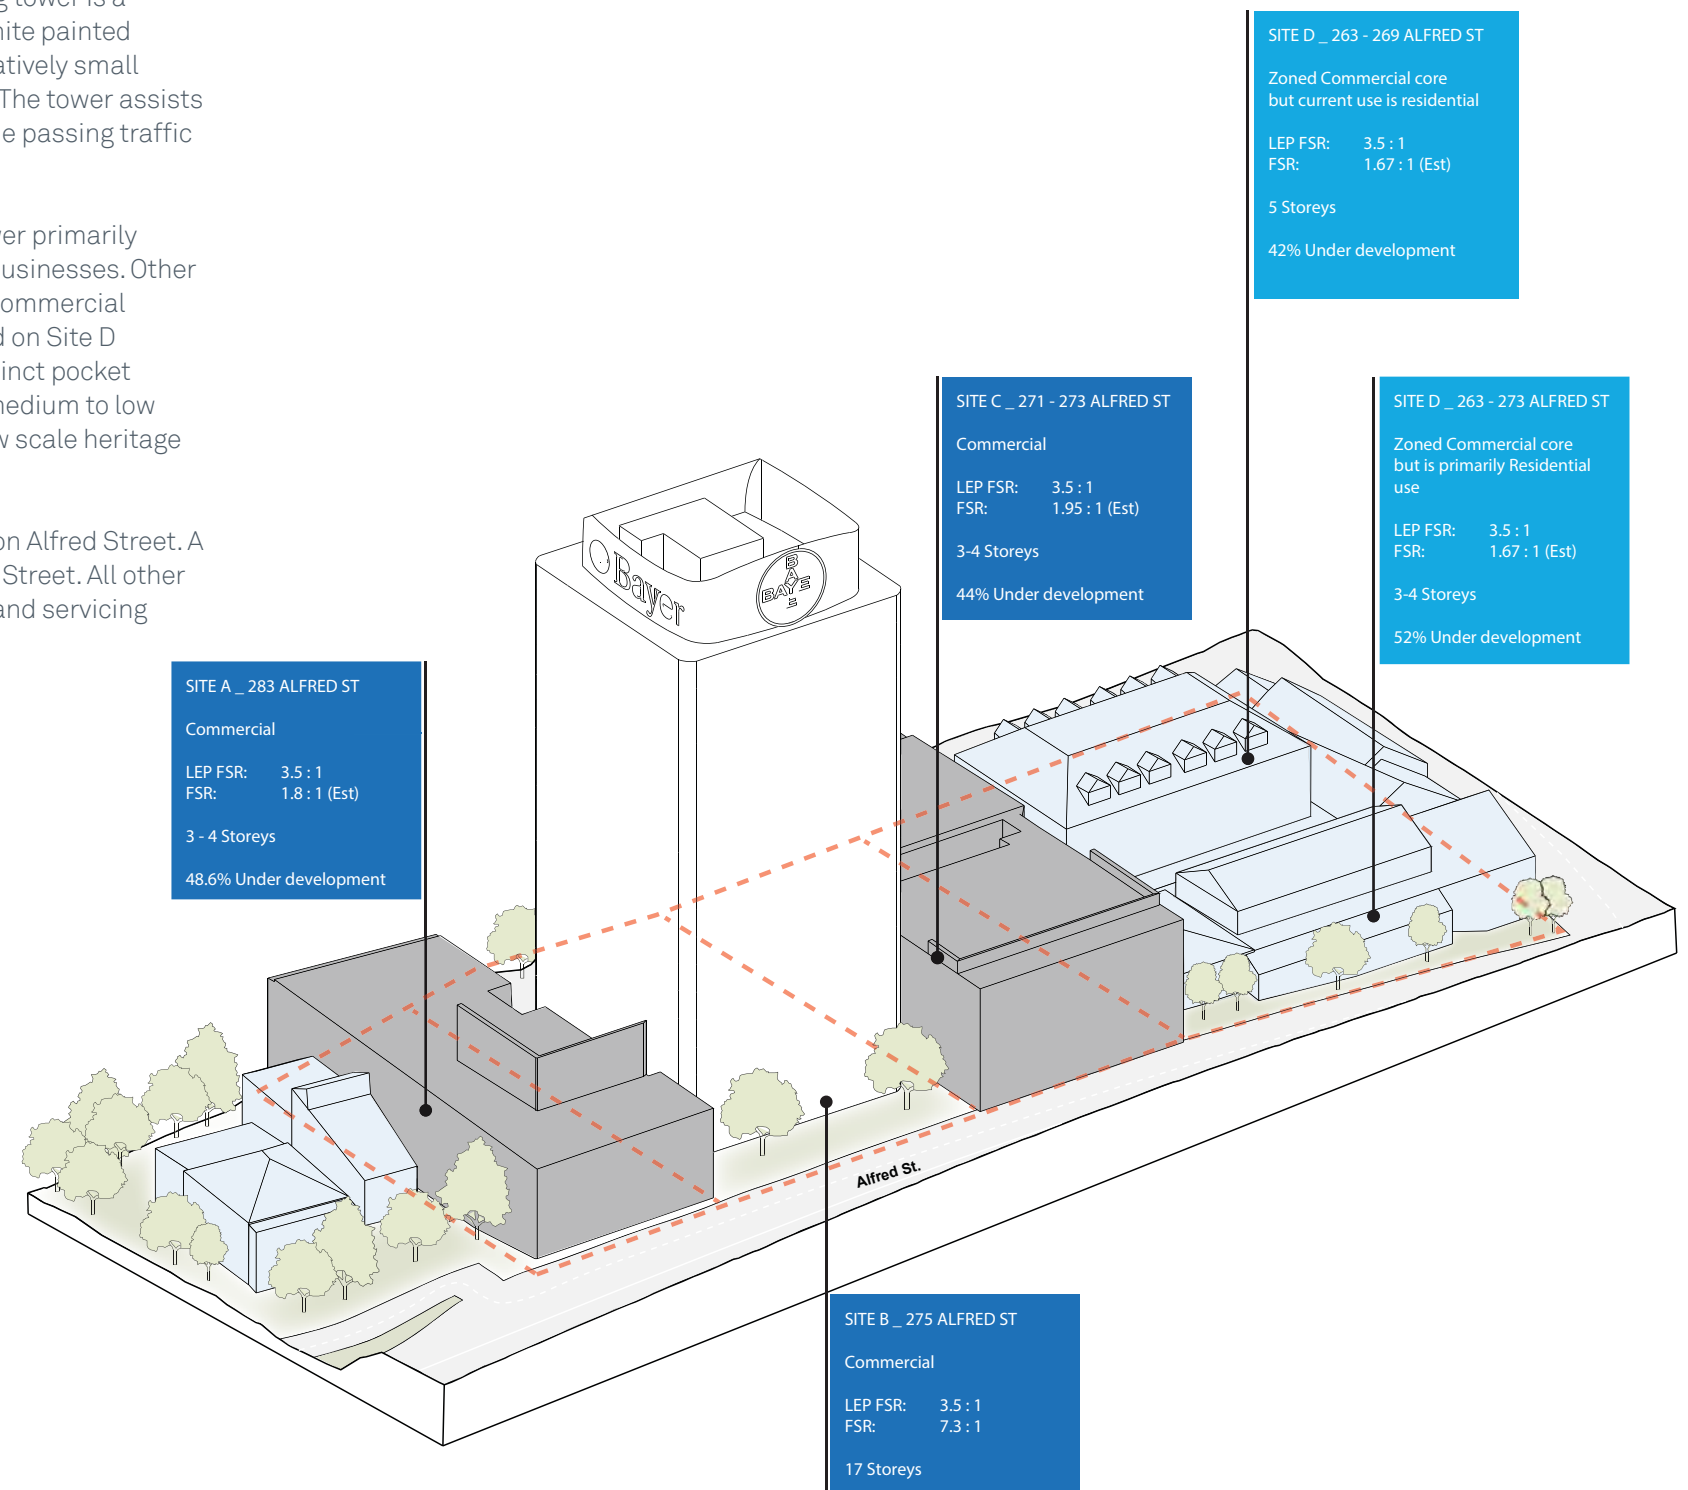 g tower is a
hite painted
atively small
The tower assists
e passing traffic
er primarily
usinesses. Other
ommercial
d on Site D
inct pocket
medium to low
w scale heritage
on Alfred Street. A
Street. All other
and servicing
SITE D _ 263 - 269 ALFRED ST
Zoned Commercial core
but current use is residential
LEP FSR: 3.5 : 1
FSR: 1.67 : 1 (Est)
5 Storeys
42% Under development
SITE C _ 271 - 273 ALFRED ST
Commercial
LEP FSR: 3.5 : 1
FSR: 1.95 : 1 (Est)
3-4 Storeys
44% Under development
SITE D _ 263 - 273 ALFRED ST
Zoned Commercial core
but is primarily Residential
use
LEP FSR: 3.5 : 1
FSR: 1.67 : 1 (Est)
3-4 Storeys
52% Under development
Bayer
BAYE
SITE A _ 283 ALFRED ST
Commercial
LEP FSR: 3.5 : 1
FSR: 1.8 : 1 (Est)
3 - 4 Storeys
48.6% Under development
Alfred St.
SITE B _ 275 ALFRED ST
Commercial
LEP FSR: 3.5 : 1
FSR: 7.3 : 1
17 Storeys